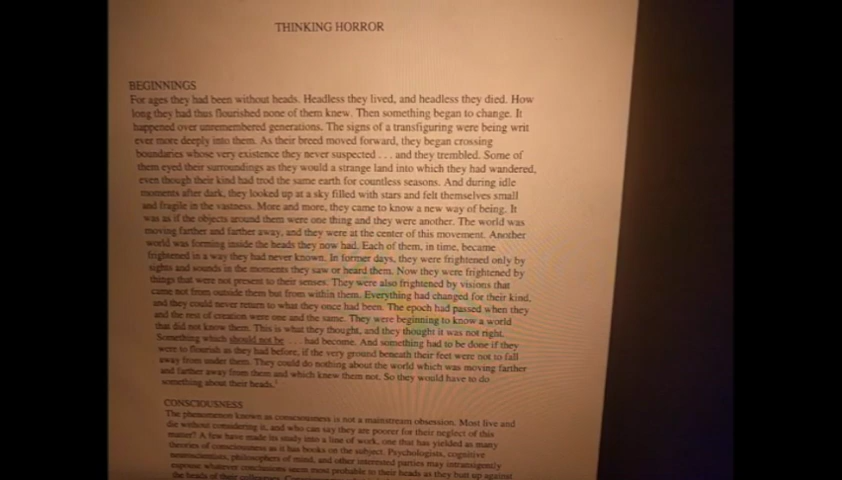 THINKING HORROR
BEGINNINGS
For ages they had been without heads. Headless they lived, and headless they died. How
long they had thus flourished none of them knew. Then something began to change. It
happened over unremembered generations. The signs of a transfiguring were being writ
ever more deeply into them. As their breed moved forward, they began crossing
boundaries whose very existence they never suspected . . . and they trembled. Some of
them eyed their surroundings as they would a strange land into which they had wandered,
even though their kind had trod the same earth for countless seasons. And during idle
moments after dark, they looked up at a sky filled with stars and felt themselves small
and fragile in the vastness. More and more, they came to know a new way of being. It
was as if the objects around them were one thing and they were another. The world was
moving farther and farther away, and they were at the center of this movement. Another
world was forming inside the heads they now had. Each of them, in time, became
frightened in a way they had never known. In former days, they were frightened only by
sights and sounds in the moments they saw or heard them. Now they were frightened by
things that were not present to their senses. They were also frightened by visions that
came not from outside them but from within them. Everything had changed for their kind,
and they could never return to what they once had been. The epoch had passed when they
and the rest of creation were one and the same. They were beginning to know a world
that did not know them. This is what they thought, and they thought it was not right.
Something which should not be . . . had become. And something had to be done if they
were to flourish as they had before, if the very ground beneath their feet were not to fall
away from under them. They could do nothing about the world which was moving farther
and farther away from them and which knew them not. So they would have to do
something about their heads.¹
CONSCIOUSNESS
The phenomenon known as consciousness is not a mainstream obsession. Most live and
die without considering it, and who can say they are poorer for their neglect of this
matter? A few have made its study into a line of work, one that has yielded as many
theories of consciousness as it has books on the subject. Psychologists, cognitive
neuroscientists, philosophers of mind, and other interested parties may intransigently
espouse whatever conclusions seem most probable to their heads as they butt up against
the heads of their colleagues.